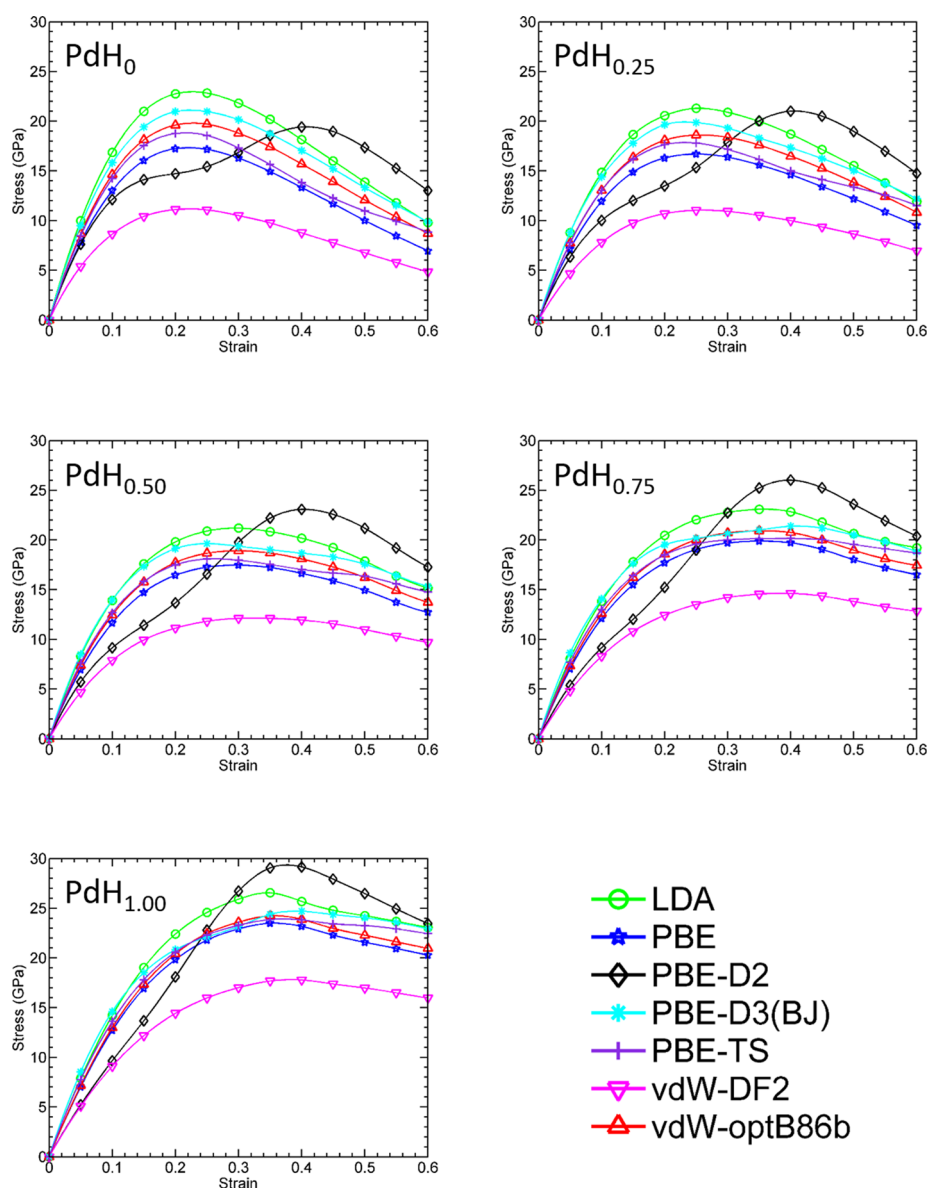 PdH0
Stress (GPa)
30
25
20
15
10
5
0
0 0.1 0.2 0.3 0.4 0.5 0.6
Strain
PdH0.25
Stress (GPa)
30
25
20
15
10
5
0
0 0.1 0.2 0.3 0.4 0.5 0.6
Strain
PdH0.50
Stress (GPa)
30
25
20
15
10
5
0
0 0.1 0.2 0.3 0.4 0.5 0.6
Strain
PdH0.75
Stress (GPa)
30
25
20
15
10
5
0
0 0.1 0.2 0.3 0.4 0.5 0.6
Strain
PdH1.00
Stress (GPa)
30
25
20
15
10
5
0
0 0.1 0.2 0.3 0.4 0.5 0.6
Strain
LDA
PBE
PBE-D2
PBE-D3(BJ)
PBE-TS
vdW-DF2
vdW-optB86b